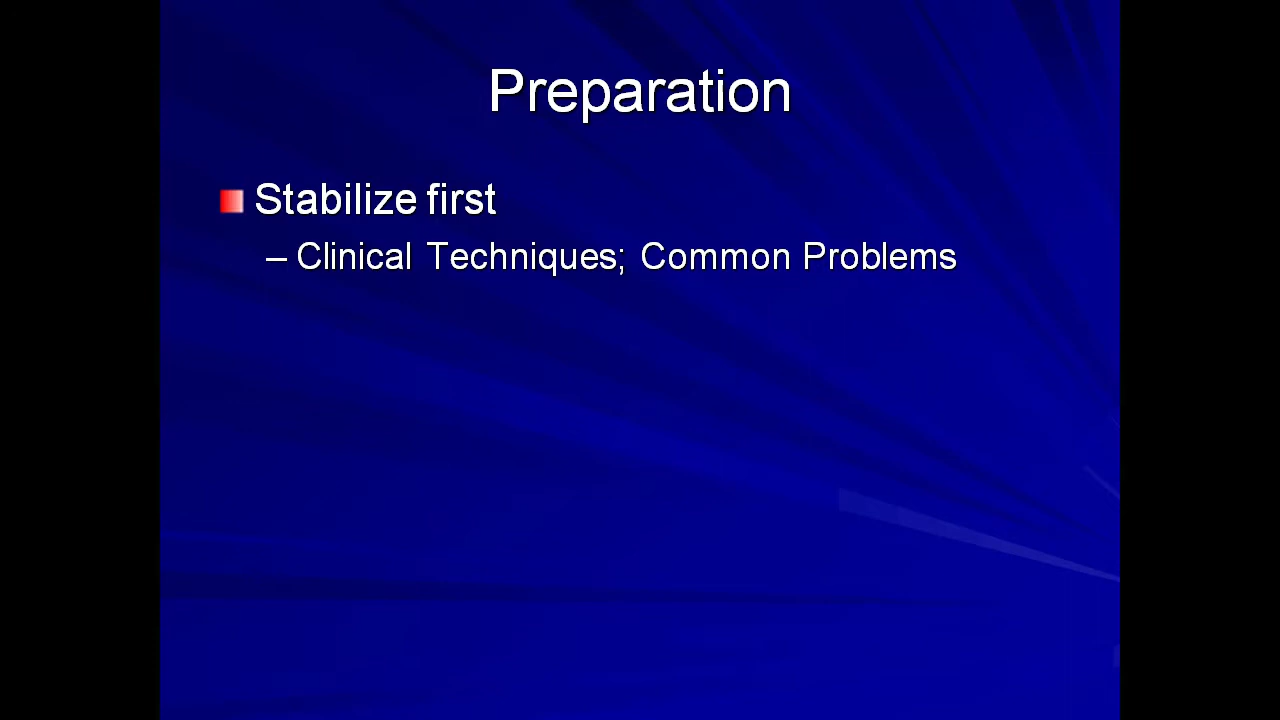 Preparation
Stabilize first
– Clinical Techniques; Common Problems